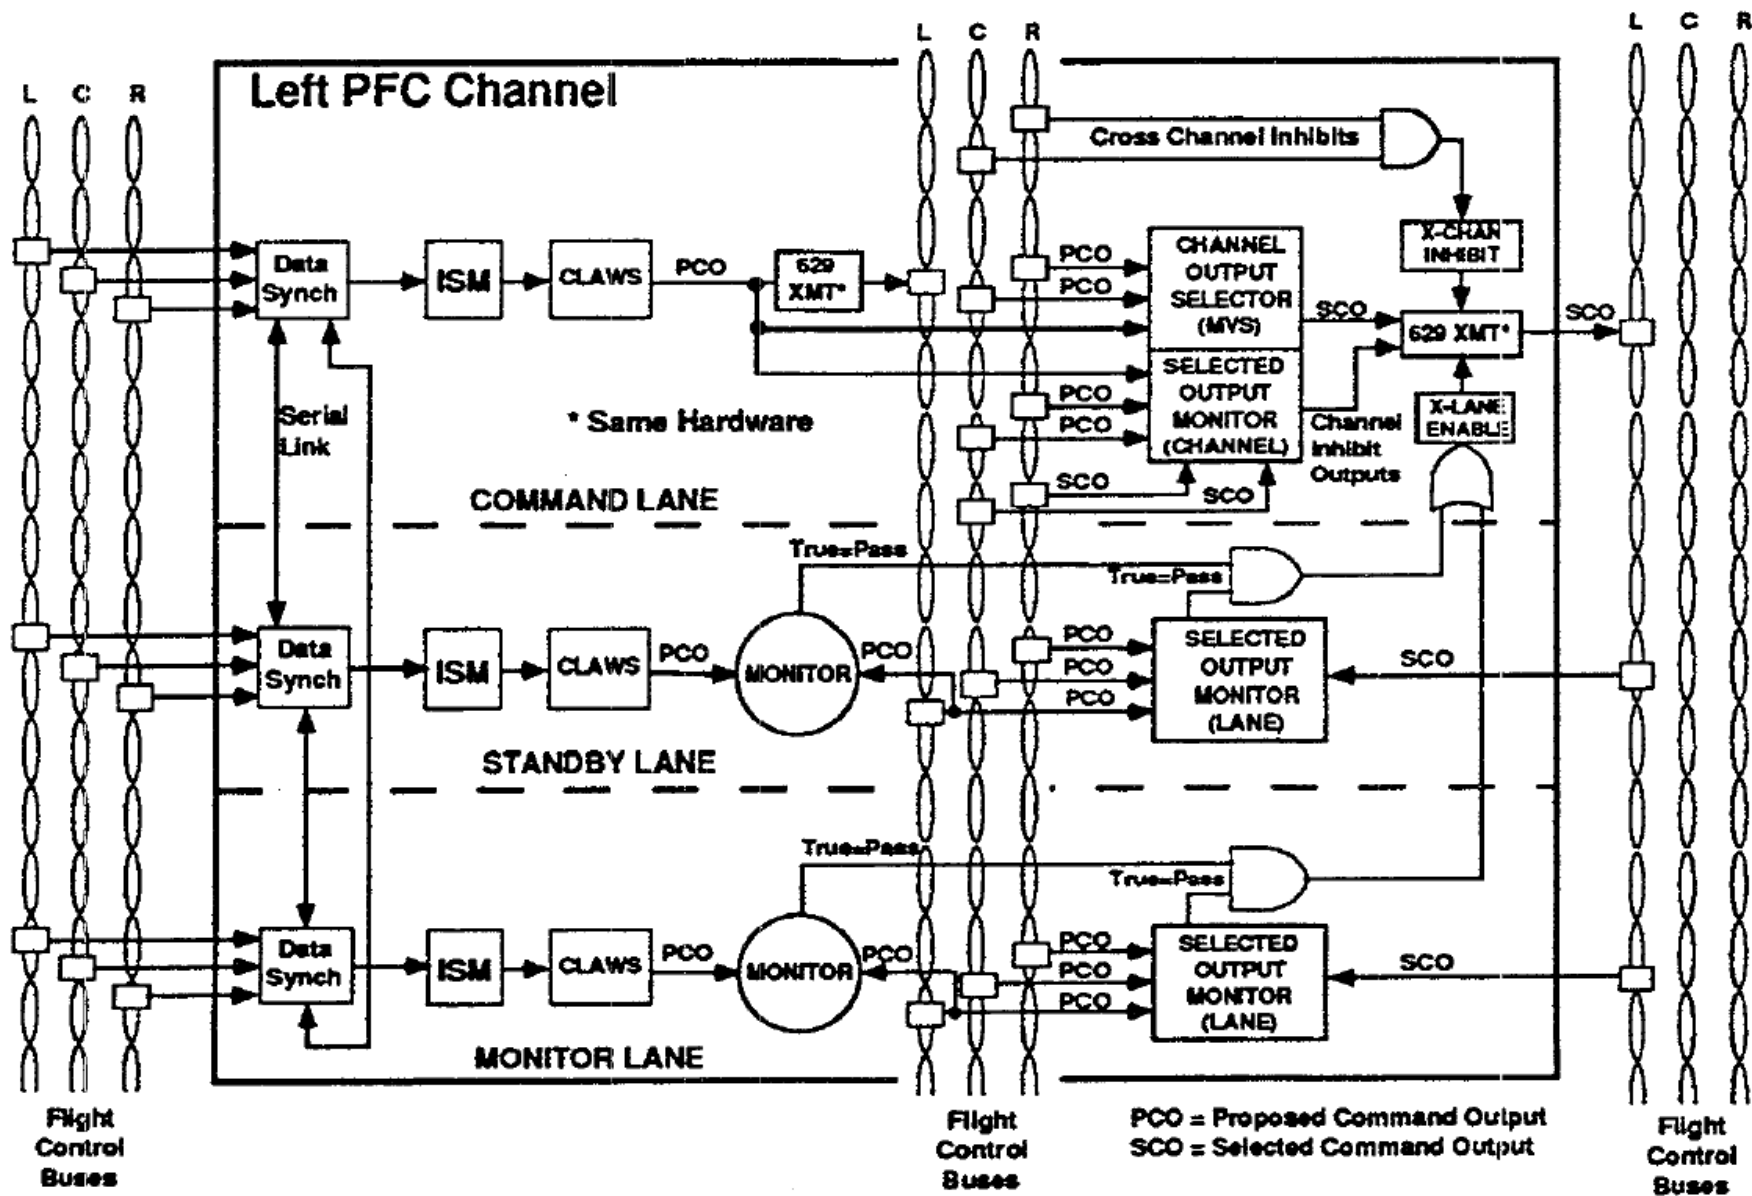 L C R
L C R
L C R
Left PFC Channel
Cross Channel Inhibits
X-CHAN
INHIBIT
Data
Synch
ISM
CLAWS
PCO
629
XMT*
PCO
PCO
CHANNEL
OUTPUT
SELECTOR
(MVS)
SCO
629 XMT*
SCO
SELECTED
OUTPUT
MONITOR
(CHANNEL)
PCO
PCO
X-LANE
ENABLE
Channel
Inhibit
Outputs
Serial
Link
* Same Hardware
SCO
SCO
COMMAND LANE
True=Pass
True=Pass
Data
Synch
ISM
CLAWS
PCO
MONITOR
PCO
PCO
PCO
PCO
SELECTED
OUTPUT
MONITOR
(LANE)
SCO
STANDBY LANE
True=Pass
True=Pass
Data
Synch
ISM
CLAWS
PCO
MONITOR
PCO
PCO
PCO
PCO
SELECTED
OUTPUT
MONITOR
(LANE)
SCO
MONITOR LANE
Flight
Control
Buses
Flight
Control
Buses
PCO = Proposed Command Output
SCO = Selected Command Output
Flight
Control
Buses